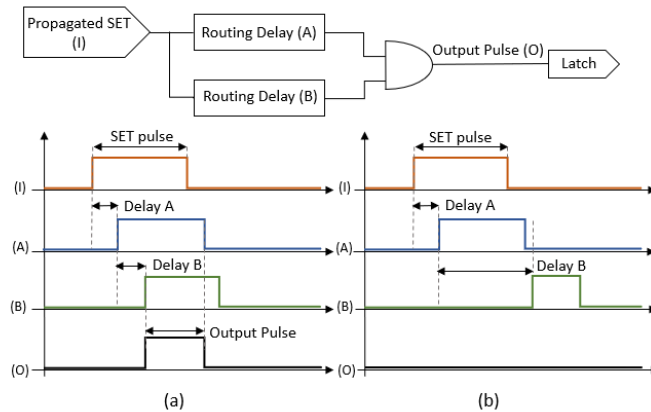 Propagated SET
(I)
Routing Delay (A)
Routing Delay (B)
Output Pulse (O)
Latch
SET pulse
(I)
Delay A
(A)
Delay B
(B)
Output Pulse
(O)
(a)
SET pulse
(I)
Delay A
(A)
Delay B
(B)
(O)
(b)